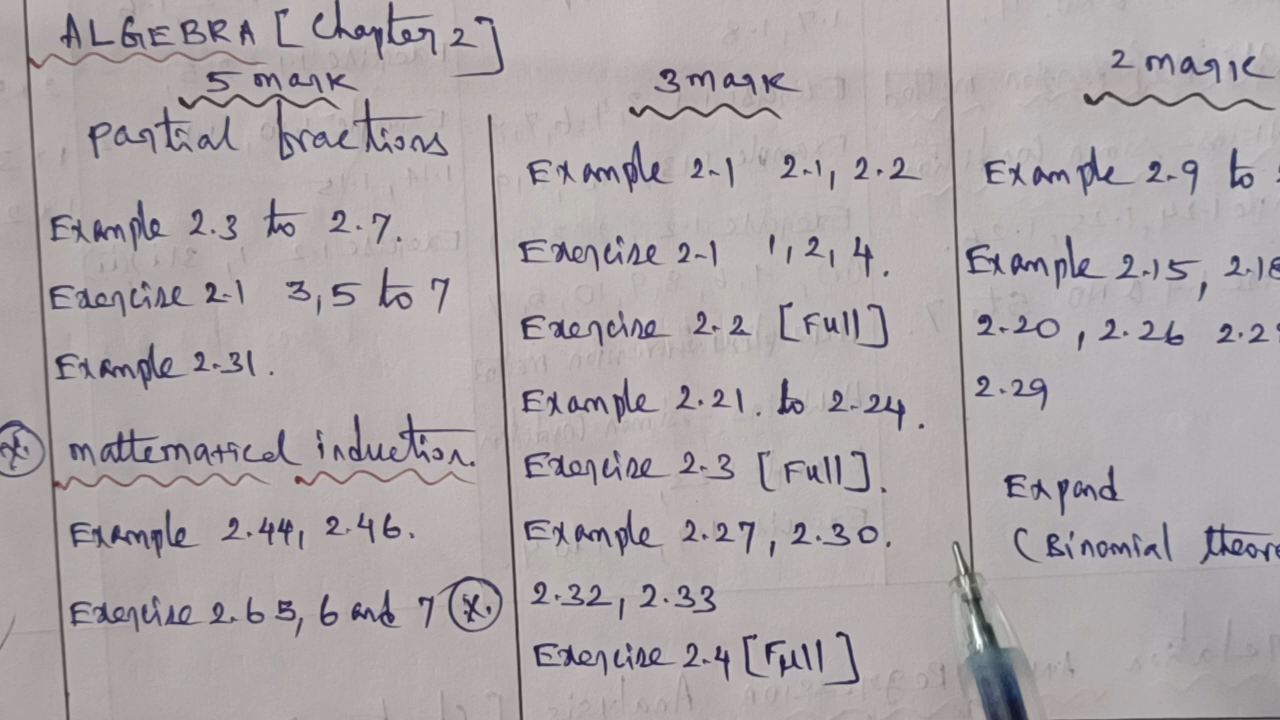 ALGEBRA [Chapter 2]
5 mark
Partial fractions
Example 2.3 to 2.7.
Exercise 2.1 3, 5 to 7
Example 2.31.
mattematical induction.
Example 2.44, 2.46.
Exercise 2.6 5, 6 and 7
3 mark
Example 2.1 2.1, 2.2
Exercise 2.1 1, 2, 4.
Exercise 2.2 [Full]
Example 2.21. to 2.24.
Exercise 2.3 [Full].
Example 2.27, 2.30.
2.32, 2.33
Exercise 2.4 [Full]
2 mark
Example 2.9 to
Example 2.15, 2.18
2.20, 2.26
2.29
Expand
(Binomial